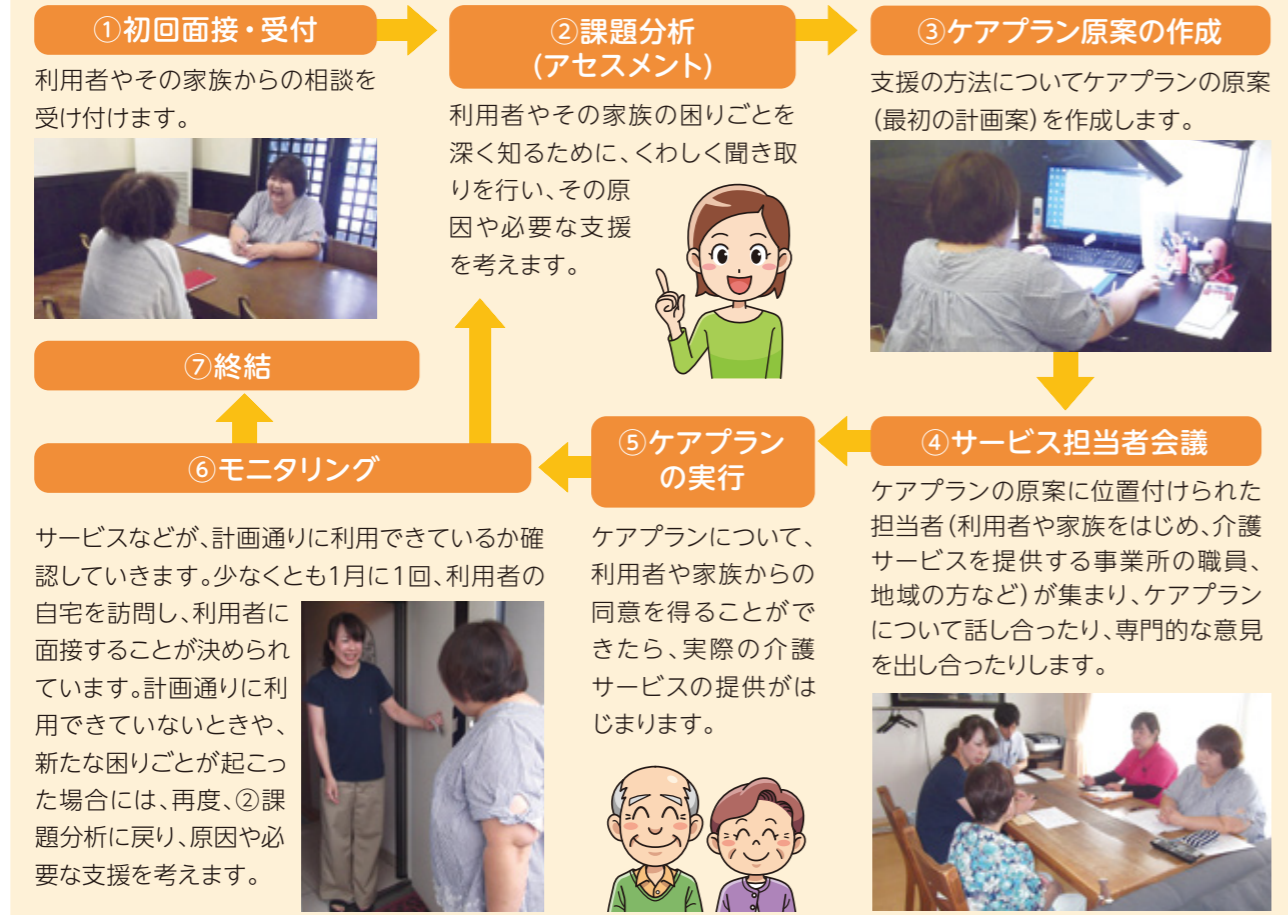 ①初回面接・受付
利用者やその家族からの相談を
受け付けます。
②課題分析
(アセスメント)
利用者やその家族の困りごとを
深く知るために、くわしく聞き取
りを行い、その原
因や必要な支援
を考えます。
③ケアプラン原案の作成
支援の方法についてケアプランの原案
(最初の計画案)を作成します。
④サービス担当者会議
ケアプランの原案に位置付けられた
担当者(利用者や家族をはじめ、介護
サービスを提供する事業所の職員、
地域の方など)が集まり、ケアプラン
について話し合ったり、専門的な意見
を出し合ったりします。
⑤ケアプラン
の実行
ケアプランについて、
利用者や家族からの
同意を得ることがで
きたら、実際の介護
サービスの提供がは
じまります。
⑥モニタリング
サービスなどが、計画通りに利用できているか確
認していきます。少なくとも1月に1回、利用者の
自宅を訪問し、利用者に
面接することが決められ
ています。計画通りに利
用できていないときや、
新たな困りごとが起こっ
た場合には、再度、②課
題分析に戻り、原因や必
要な支援を考えます。
⑦終結